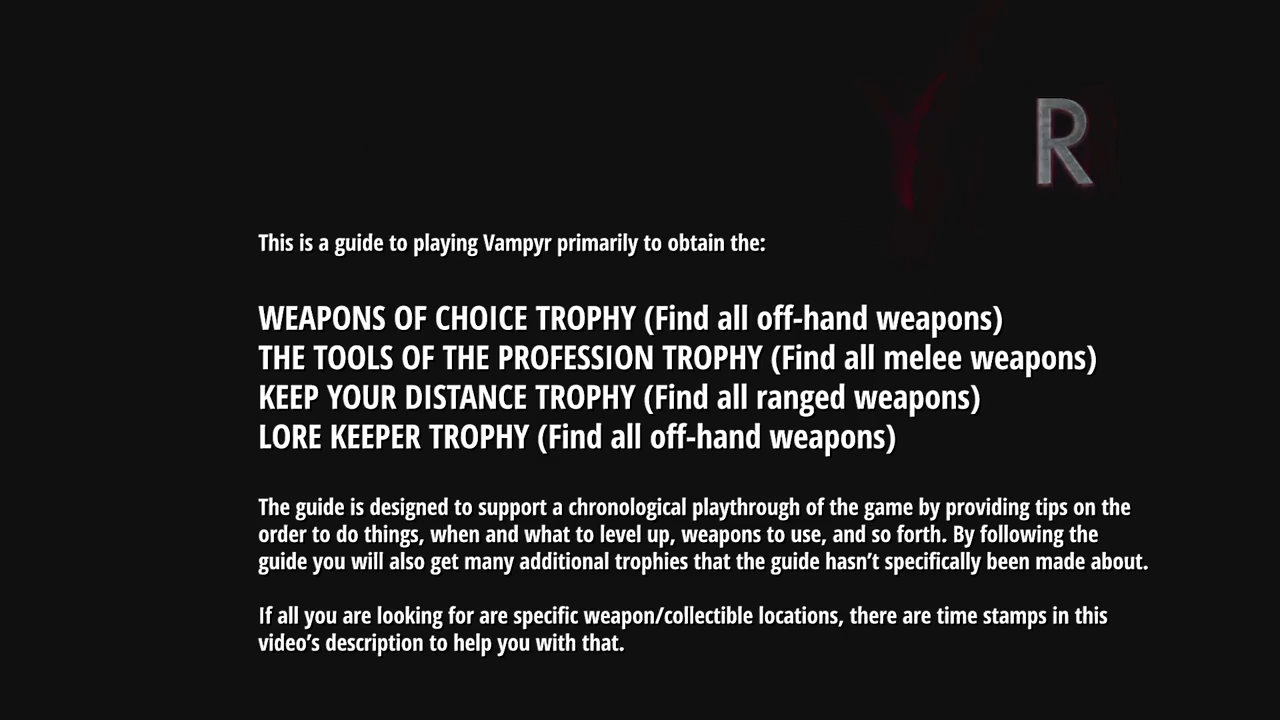 Y R
This is a guide to playing Vampyr primarily to obtain the:
WEAPONS OF CHOICE TROPHY (Find all off-hand weapons)
THE TOOLS OF THE PROFESSION TROPHY (Find all melee weapons)
KEEP YOUR DISTANCE TROPHY (Find all ranged weapons)
LORE KEEPER TROPHY (Find all off-hand weapons)
The guide is designed to support a chronological playthrough of the game by providing tips on the
order to do things, when and what to level up, weapons to use, and so forth. By following the
guide you will also get many additional trophies that the guide hasn't specifically been made about.
If all you are looking for are specific weapon/collectible locations, there are time stamps in this
video's description to help you with that.